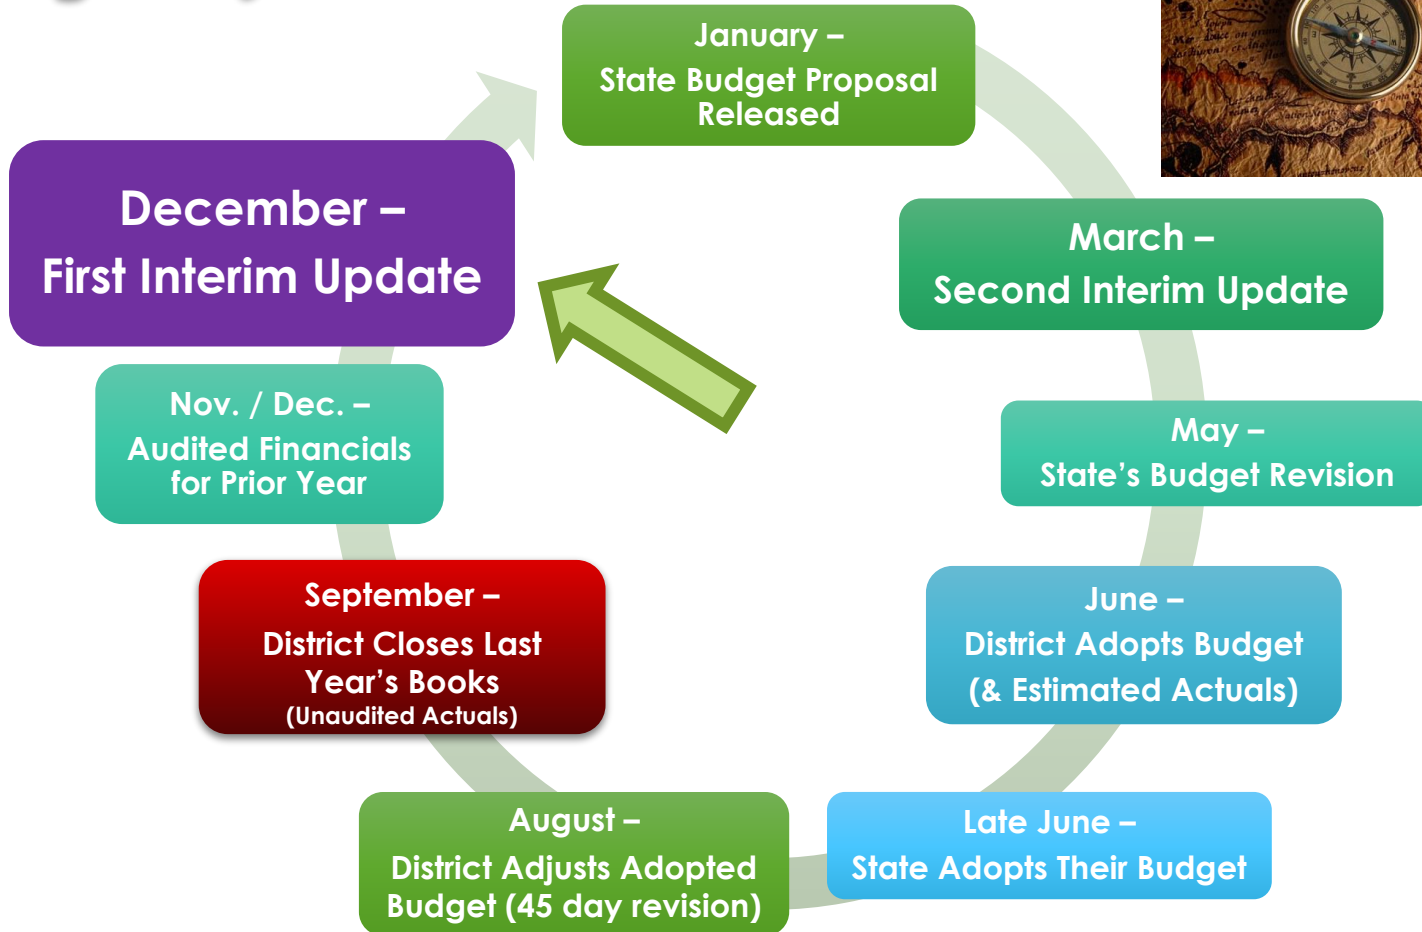 January –
State Budget Proposal
Released
March –
Second Interim Update
May –
State’s Budget Revision
June –
District Adopts Budget
(& Estimated Actuals)
Late June –
State Adopts Their Budget
August –
District Adjusts Adopted
Budget (45 day revision)
September –
District Closes Last
Year’s Books
(Unaudited Actuals)
Nov. / Dec. –
Audited Financials
for Prior Year
December –
First Interim Update